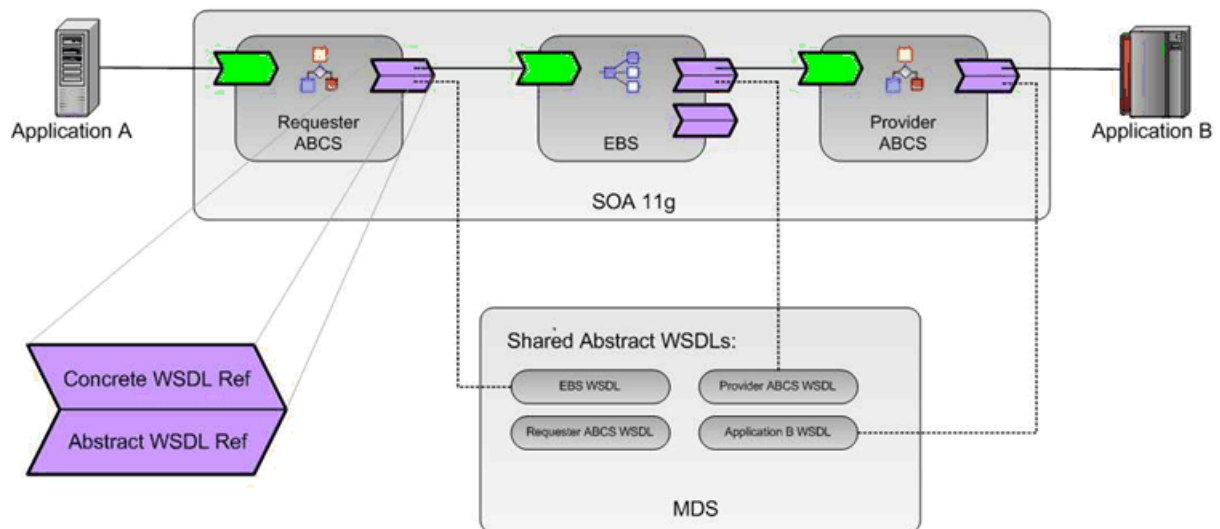 Application A
Requester
ABCS
EBS
Provider
ABCS
Application B
SOA 11g
Concrete WSDL Ref
Abstract WSDL Ref
Shared Abstract WSDLs:
EBS WSDL
Provider ABCS WSDL
Requester ABCS WSDL
Application B WSDL
MDS